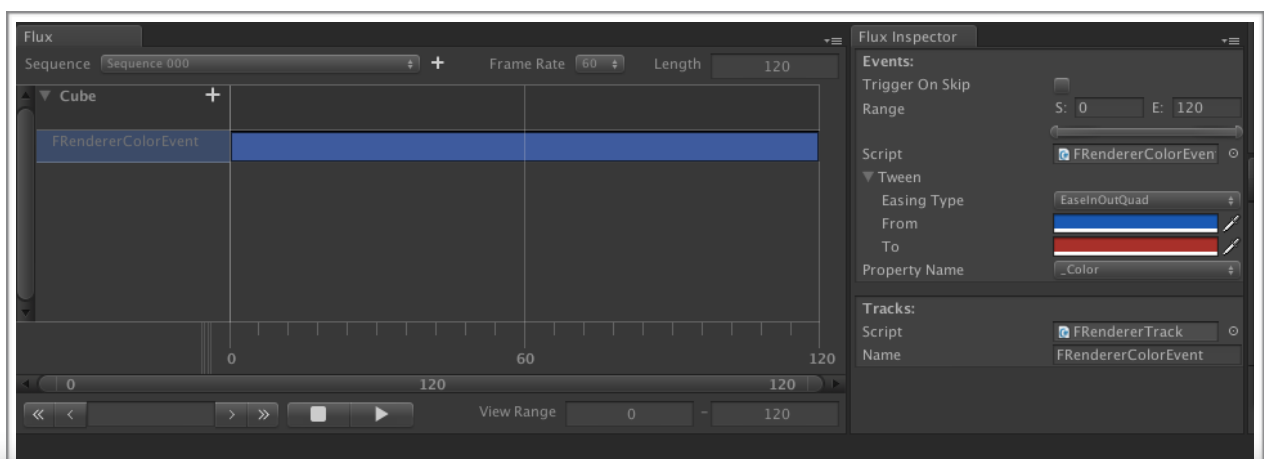 Flux
Sequence Sequence 000 + Frame Rate 60 Length 120
Cube +
FRendererColorEvent
0 60 120
0 120 120
View Range 0 – 120
Flux Inspector
Events:
Trigger On Skip
Range S: 0 E: 120
Script FRendererColorEven
Tween
Easing Type EaseInOutQuad
From
To
Property Name _Color
Tracks:
Script FRendererTrack
Name FRendererColorEvent